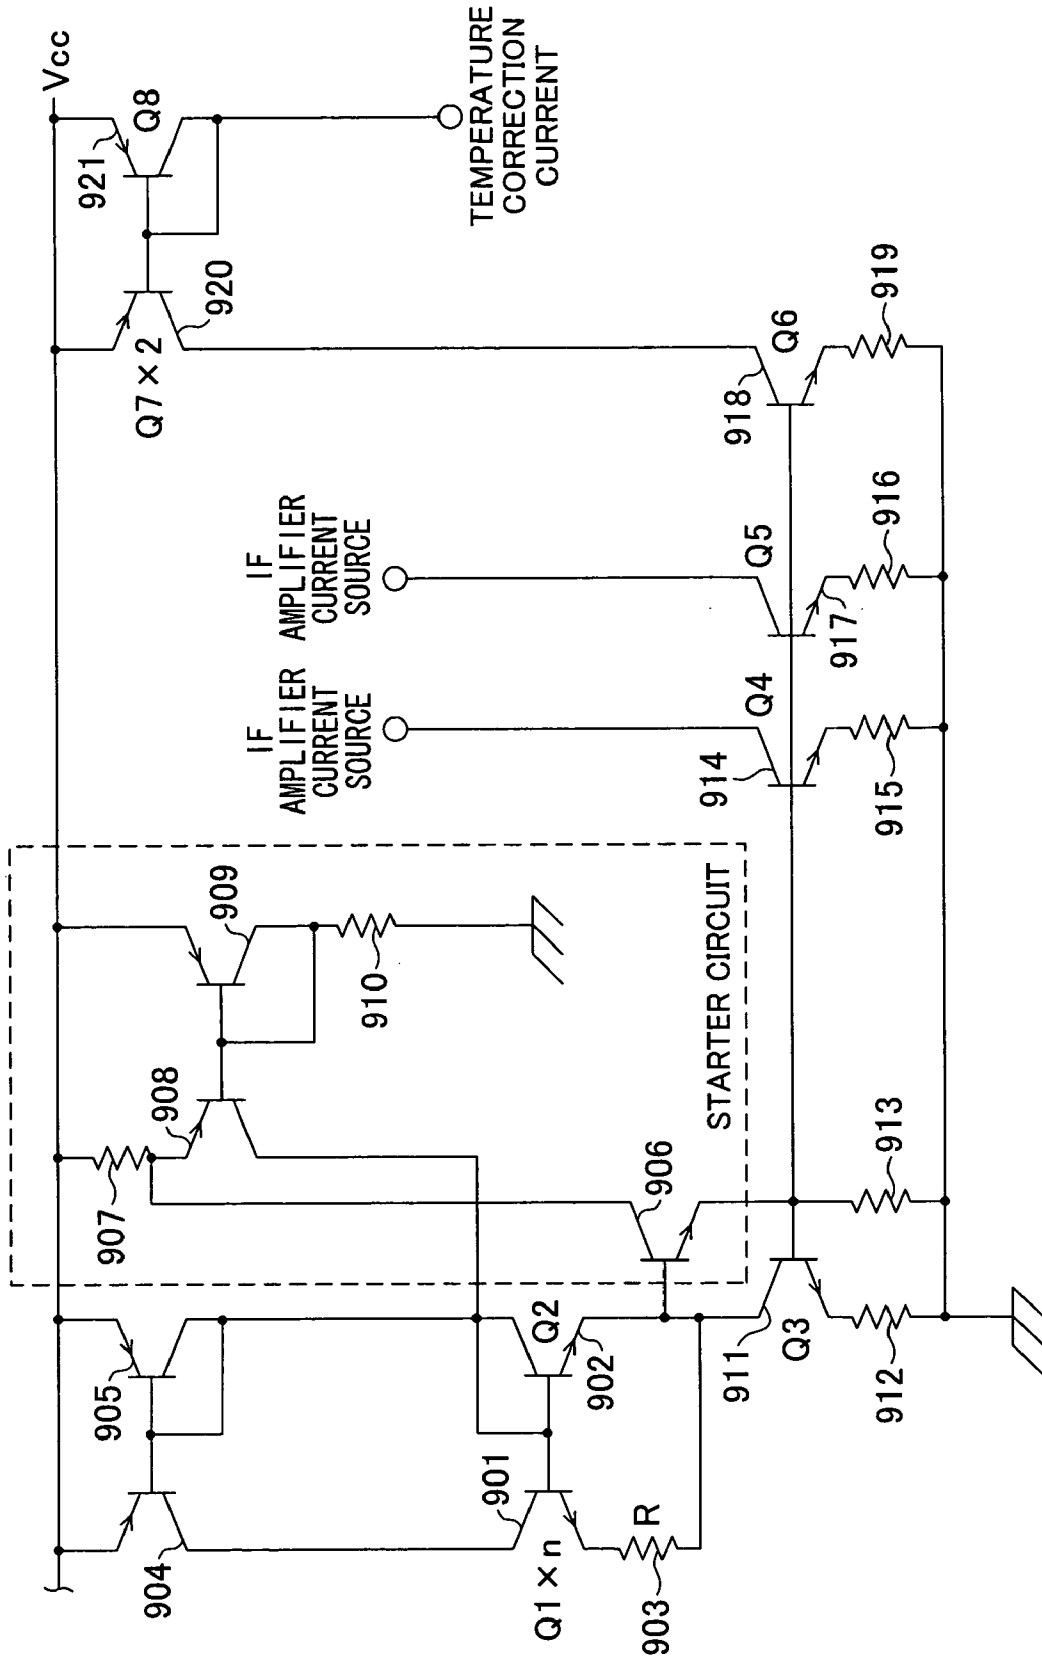 Vcc
905
904
901
Q1×n
903
R
902
Q2
911
Q3
912
907
908
909
910
906
STARTER CIRCUIT
913
IF
AMPLIFIER
CURRENT
SOURCE
914
Q4
915
IF
AMPLIFIER
CURRENT
SOURCE
Q5
917
916
Q7×2
920
921
Q8
TEMPERATURE
CORRECTION
CURRENT
918
Q6
919